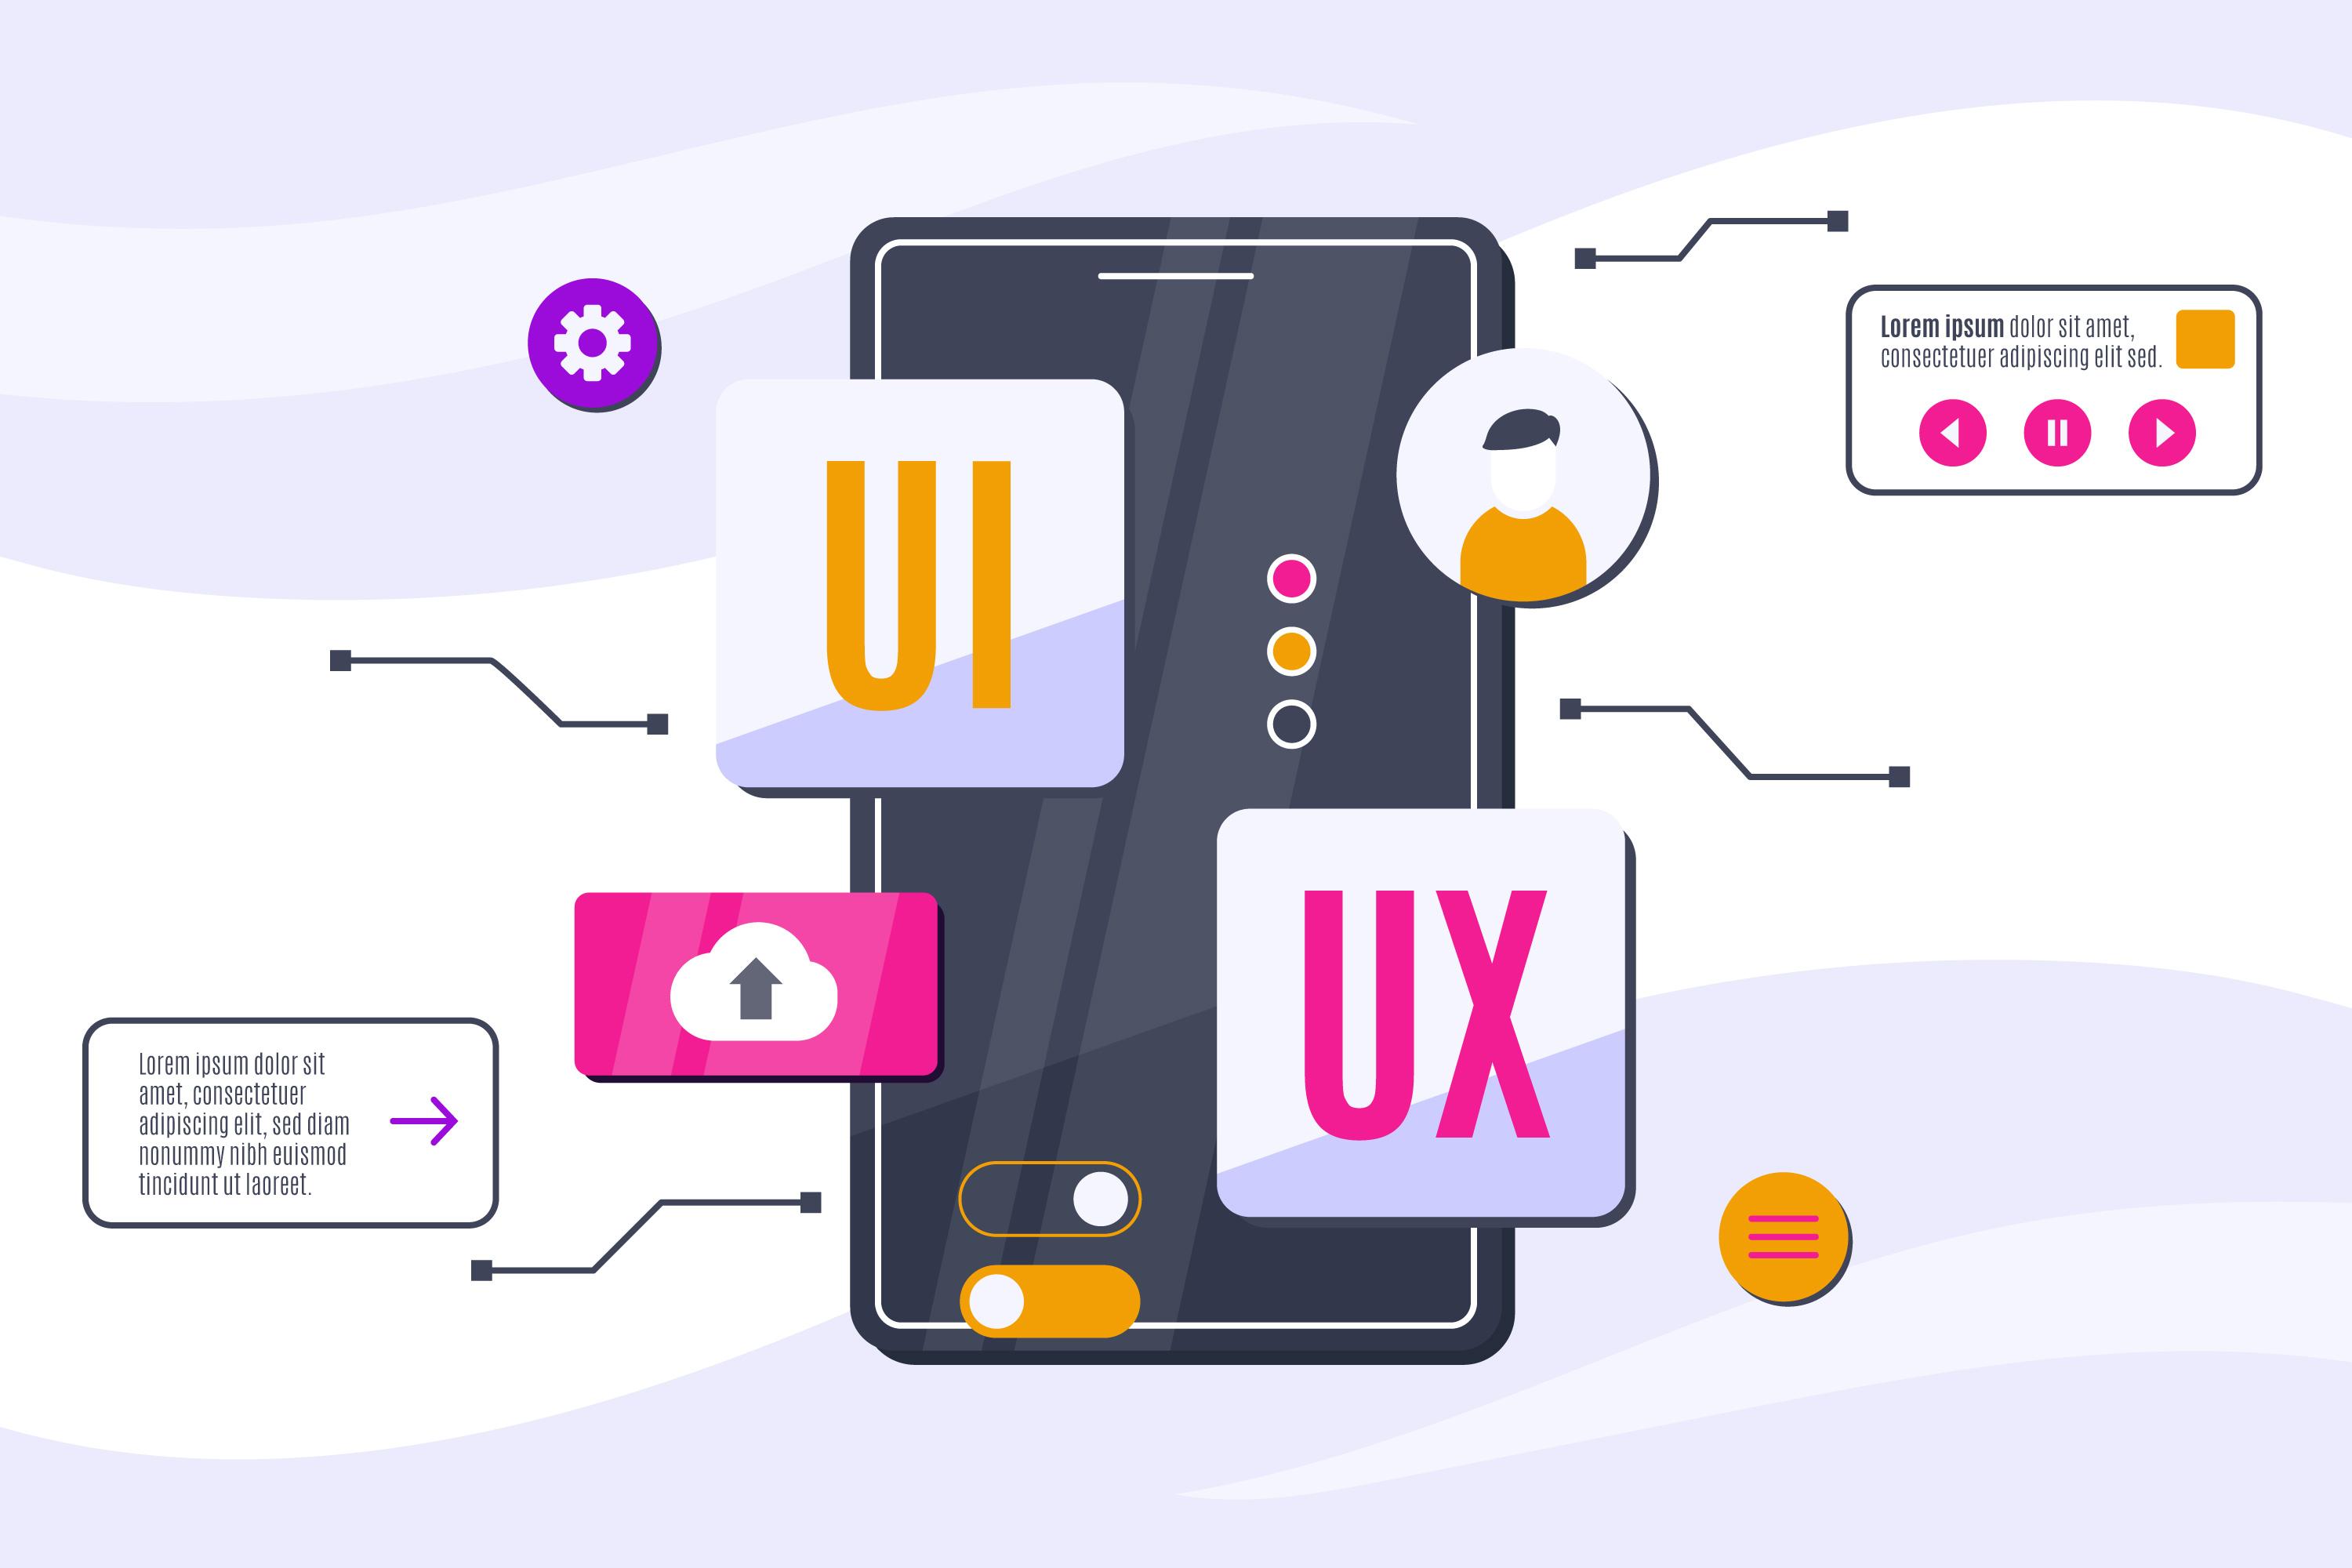 Lorem ipsum dolor sit amet,
consectetuer adipiscing elit sed.
UI
UX
Lorem ipsum dolor sit
amet, consectetuer
adipiscing elit, sed diam
nonummy nibh euismod
tincidunt ut laoreet.